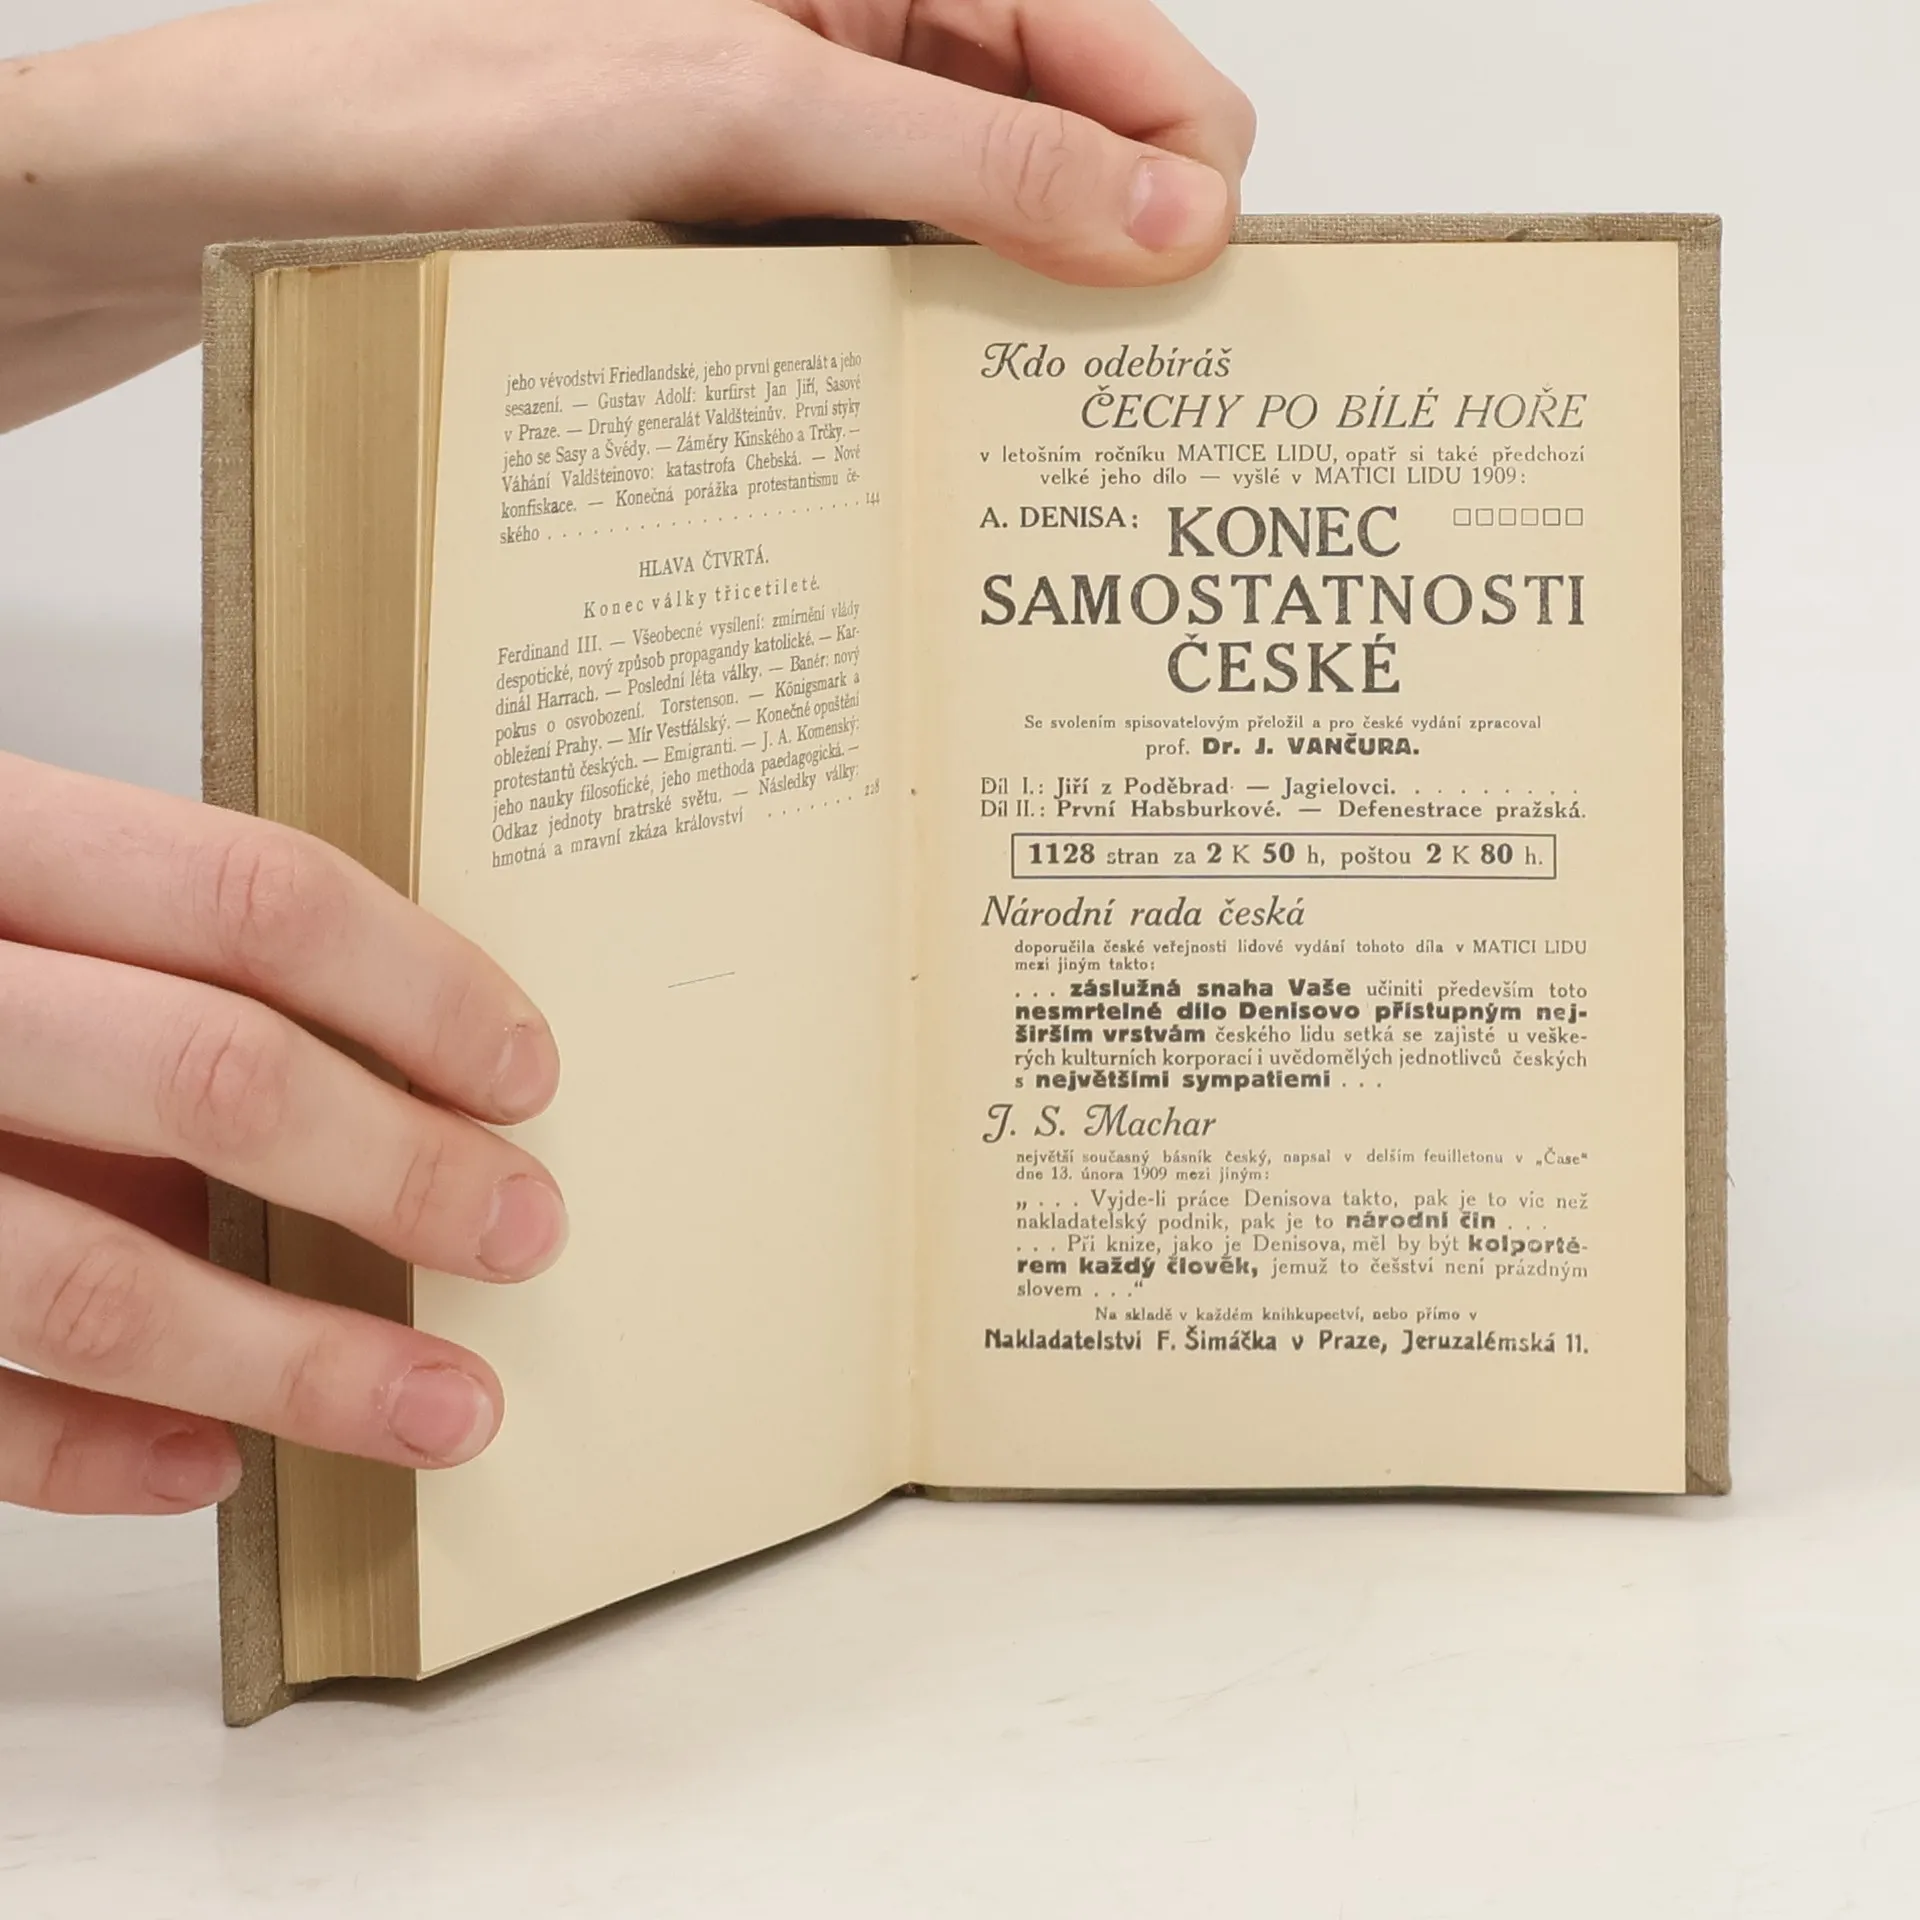 jeho vévodství Friedlandské, jeho první generalát a jeho
sesazení. — Gustav Adolf: kurfirst Jan Jiří, Sasové
v Praze. — Druhý generalát Valdšteinův. První styky
jeho se Sasy a Švédy. — Záměry Kinského a Trčky. —
Váhání Valdšteinovo: katastrofa Chebská. — Nové
konfiskace. — Konečná porážka protestantismu če-
ského . . . . . . . . . . . . . . . . . . . . 144
HLAVA ČTVRTÁ.
Konec války třicetileté.
Ferdinand III. — Všeobecné vysílení: zmírnění vlády
despotické, nový způsob propagandy katolické. — Kar-
dinál Harrach. — Poslední léta války. — Banér: nový
pokus o osvobození. Torstenson. — Königsmark a
obležení Prahy. — Mír Vestfálský. — Konečné opuštění
protestantů českých. — Emigranti. — J. A. Komenský:
jeho nauky filosofické, jeho methoda paedagogická. —
Odkaz jednoty bratrské světu. — Následky války:
hmotná a mravní zkáza království . . . . . . . 228
Kdo odebíráš
ČECHY PO BÍLÉ HOŘE
v letošním ročníku MATICE LIDU, opatř si také předchozí
velké jeho dílo — vyšlé v MATICI LIDU 1909:
A. DENISA: KONEC □□□□□□
SAMOSTATNOSTI
ČESKÉ
Se svolením spisovatelovým přeložil a pro české vydání zpracoval
prof. Dr. J. VANČURA.
Díl I.: Jiří z Poděbrad — Jagielovci. . . . . . . . .
Díl II.: První Habsburkové. — Defenestrace pražská.
1128 stran za 2 K 50 h, poštou 2 K 80 h.
Národní rada česká
doporučila české veřejnosti lidové vydání tohoto díla v MATICI LIDU
mezi jiným takto:
. . . záslužná snaha Vaše učiniti především toto
nesmrtelné dílo Denisovo přístupným nej-
širším vrstvám českého lidu setká se zajisté u veške-
rých kulturních korporací i uvědomělých jednotlivců českých
s největšími sympatiemi . . .
J. S. Machar
největší současný básník český, napsal v delším feuilletonu v „Čase"
dne 13. února 1909 mezi jiným:
„ . . . Vyjde-li práce Denisova takto, pak je to víc než
nakladatelský podnik, pak je to národní čin . . .
. . . Při knize, jako je Denisova, měl by být kolporté-
rem každý člověk, jemuž to češství není prázdným
slovem . . ."
Na skladě v každém knihkupectví, nebo přímo v
Nakladatelství F. Šimáčka v Praze, Jeruzalémská 11.